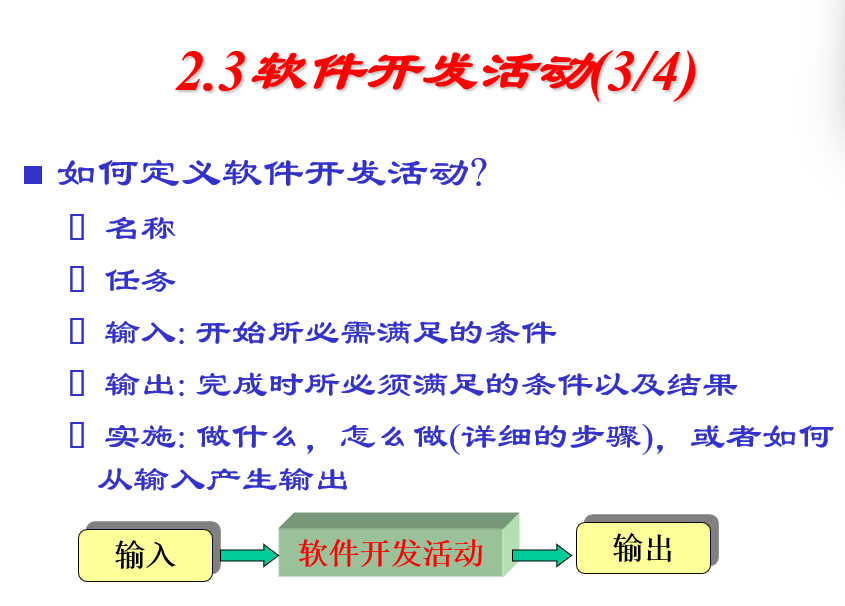 2.3软件开发活动(3/4)
如何定义软件开发活动?
名称
任务
输入: 开始所必需满足的条件
输出: 完成时所必须满足的条件以及结果
实施: 做什么，怎么做(详细的步骤)，或者如何
从输入产生输出
输入
软件开发活动
输出